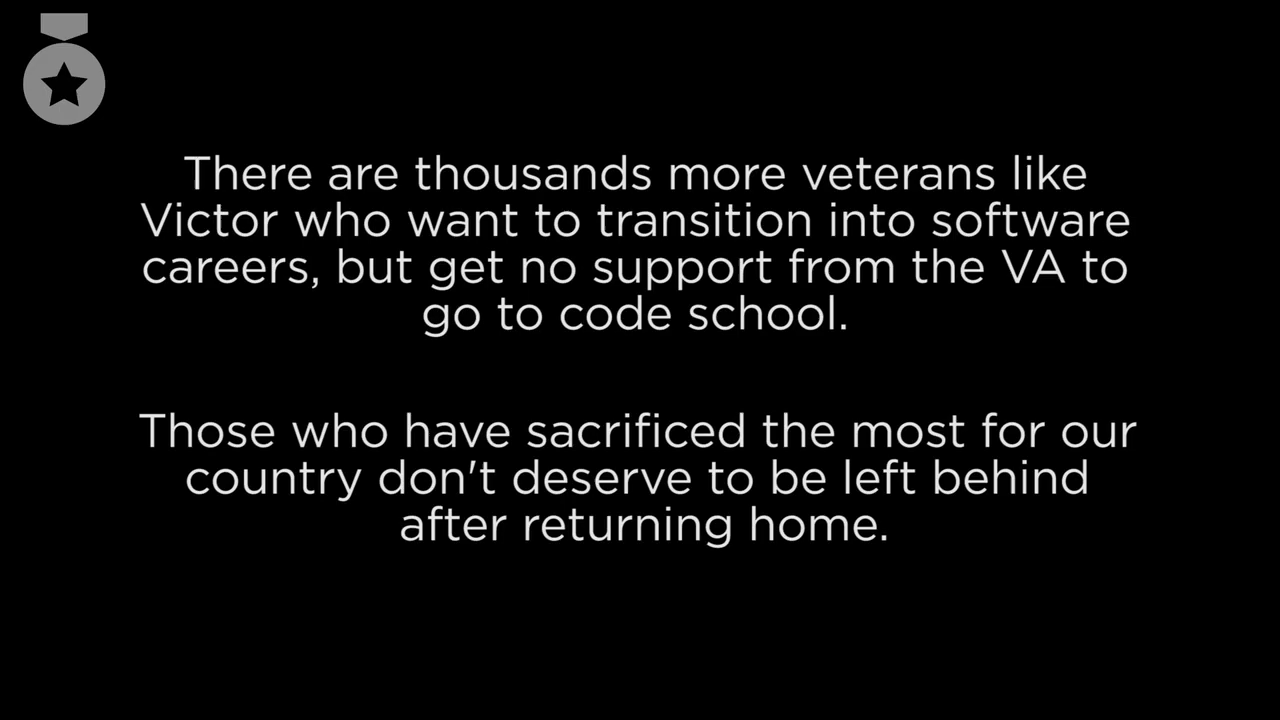 There are thousands more veterans like
Victor who want to transition into software
careers, but get no support from the VA to
go to code school.
Those who have sacrificed the most for our
country don't deserve to be left behind
after returning home.